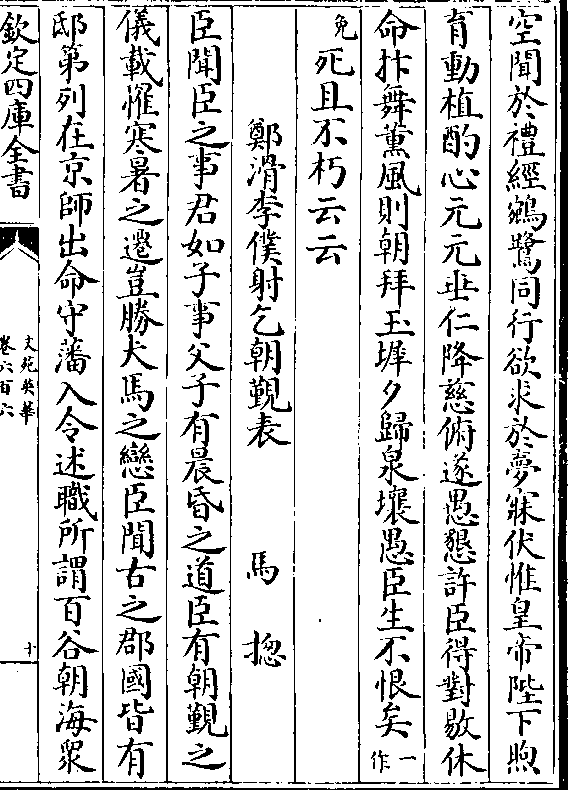 空聞於禮經鵷鷺同行欲求於夢寐伏惟皇帝陛下煦
育動植酌心元元垂仁降慈俯遂愚懇許臣得對敭休
命抃舞薰風則朝拜玉墀夕歸泉壤愚臣生不恨矣一作
免死且不朽云云
鄭滑李僕射乞朝覲表 馬揔
臣聞臣之事君如子事父子有晨昏之道臣有朝覲之
儀載惟寒暑之遷豈勝犬馬之戀臣聞古之郡國皆有
邸第列在京師出命守藩入令述職所謂百谷朝海衆
欽定四庫全書
文苑英華
卷六百六
十